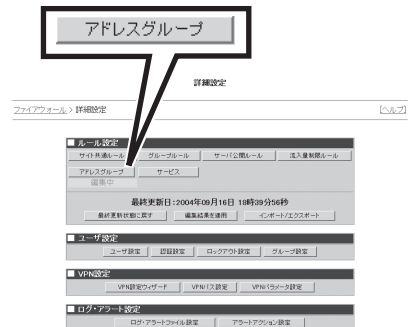 アドレスグループ
詳細設定
ファイアウォール > 詳細設定 [ヘルプ]
■ ルール設定
サイト共通ルール グループルール サーバ公開ルール 流入量制限ルール
アドレスグループ サービス
編集中
最終更新日:2004年09月16日 18時39分56秒
最終更新状態に戻す 編集結果を適用 インポート/エクスポート
■ ユーザ設定
ユーザ設定 認証設定 ロックアウト設定 グループ設定
■ VPN設定
VPN設定ウィザード VPNパス設定 VPNパラメータ設定
■ ログ・アラート設定
ログ・アラートファイル設定 アラートアクション設定